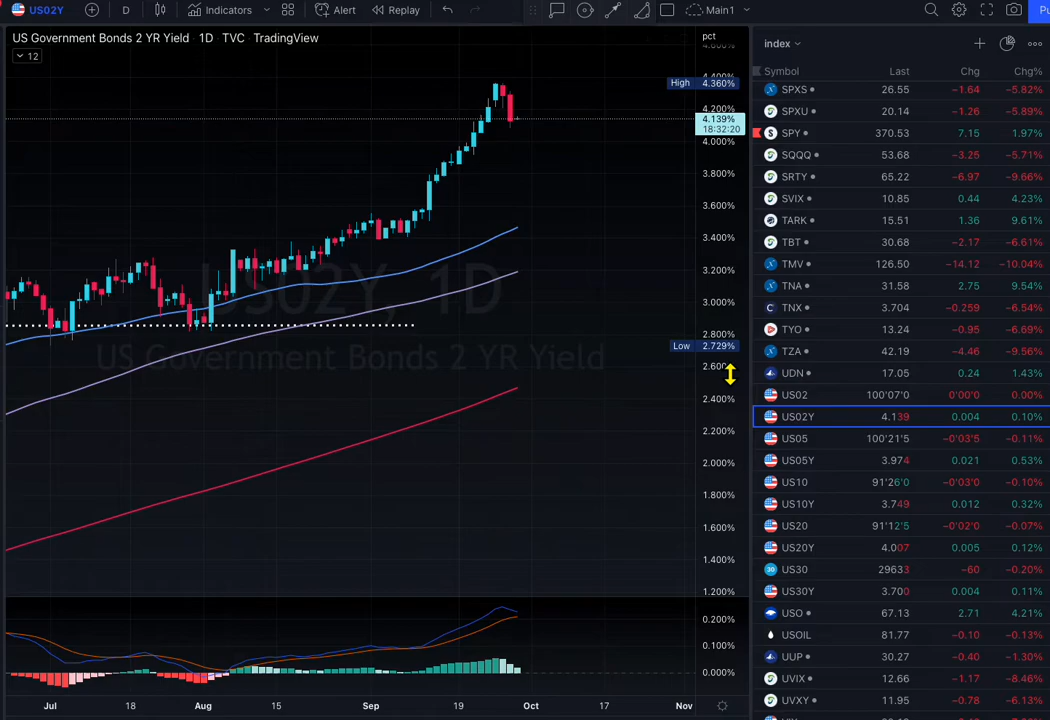 US02Y D Indicators Alert Replay Main1 Pu
US Government Bonds 2 YR Yield · 1D · TVC · TradingView
12
pct
4.600%
4.400%
High 4.360%
4.200%
4.139%
18:32:20
4.000%
3.800%
3.600%
3.400%
3.200%
3.000%
2.800%
Low 2.729%
2.600%
2.400%
2.200%
2.000%
1.800%
1.600%
1.400%
1.200%
US02Y, 1D
US Government Bonds 2 YR Yield
0.200%
0.100%
0.000%
Jul 18 Aug 15 Sep 19 Oct 17 Nov
index
Symbol Last Chg Chg%
SPXS 26.55 −1.64 −5.82%
SPXU 20.14 −1.26 −5.89%
SPY 370.53 7.15 1.97%
SQQQ 53.68 −3.25 −5.71%
SRTY 65.22 −6.97 −9.66%
SVIX 10.85 0.44 4.23%
TARK 15.51 1.36 9.61%
TBT 30.68 −2.17 −6.61%
TMV 126.50 −14.12 −10.04%
TNA 31.58 2.75 9.54%
TNX 3.704 −0.259 −6.54%
TYO 13.24 −0.95 −6.69%
TZA 42.19 −4.46 −9.56%
UDN 17.05 0.24 1.43%
US02 100'07'0 0'00'0 0.00%
US02Y 4.139 0.004 0.10%
US05 100'21'5 −0'03'5 −0.11%
US05Y 3.974 0.021 0.53%
US10 91'26'0 −0'03'0 −0.10%
US10Y 3.749 0.012 0.32%
US20 91'12'5 −0'02'0 −0.07%
US20Y 4.007 0.005 0.12%
30 US30 29633 −60 −0.20%
US30Y 3.700 0.004 0.11%
USO 67.13 2.71 4.21%
USOIL 81.77 −0.10 −0.13%
UUP 30.27 −0.40 −1.30%
UVIX 12.66 −1.17 −8.46%
UVXY 11.95 −0.78 −6.13%